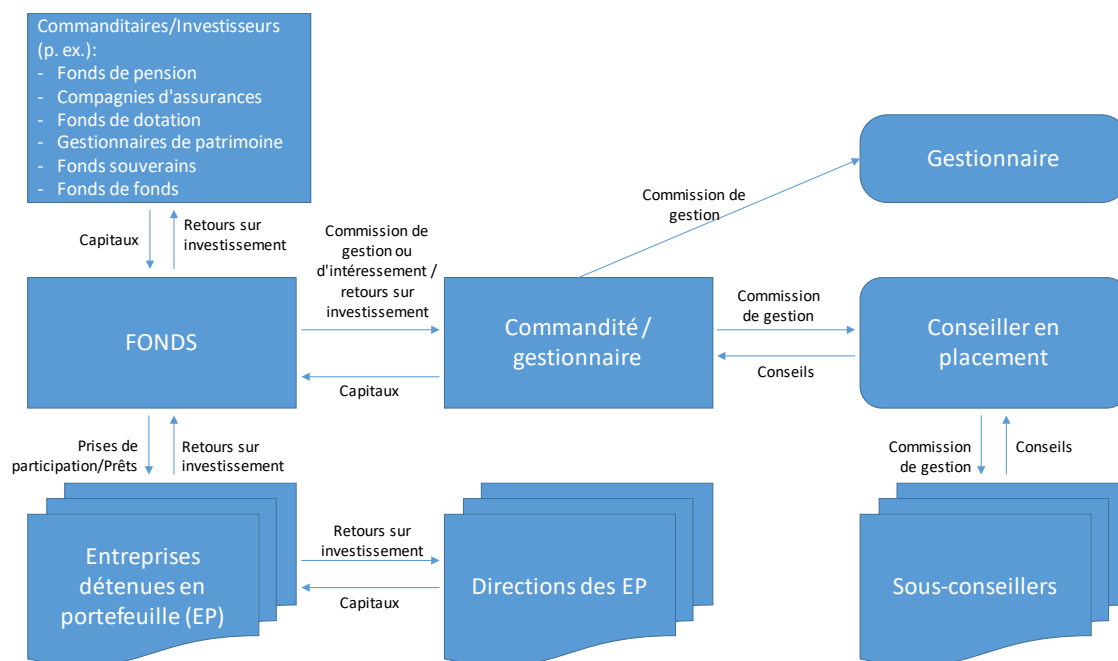 Commanditaires/Investisseurs
(p. ex.):
- Fonds de pension
- Compagnies d'assurances
- Fonds de dotation
- Gestionnaires de patrimoine
- Fonds souverains
- Fonds de fonds
Gestionnaire
Commission de
gestion
Capitaux
Retours sur
investissement
Commission de
gestion ou
d'intéressement /
retours sur
investissement
FONDS
Commandité /
gestionnaire
Commission
de gestion
Conseiller en
placement
Conseils
Capitaux
Prises de
participation/Prêts
Retours sur
investissement
Commission
de gestion
Conseils
Entreprises
détenues en
portefeuille (EP)
Retours sur
investissement
Capitaux
Directions des EP
Sous-conseillers